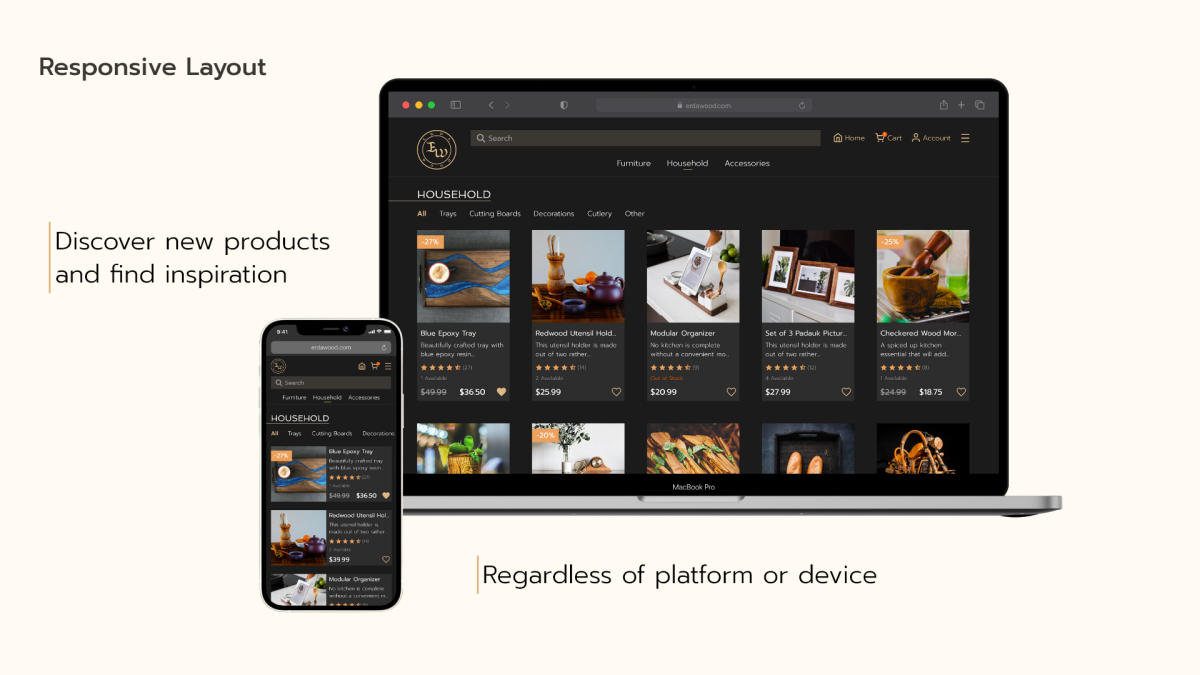 Responsive Layout
Discover new products
and find inspiration
erdawood.com
EW
Search
Home
Cart
Account
Furniture
Household
Accessories
HOUSEHOLD
All
Trays
Cutting Boards
Decorations
Cutlery
Other
-27%
Blue Epoxy Tray
Beautifully crafted tray with
blue epoxy resin...
(27)
1 Available
$49.99 $36.50
Redwood Utensil Hold...
This utensil holder is made
out of two rather...
(14)
2 Available
$25.99
Modular Organizer
No kitchen is complete
without a convenient mo...
(9)
Out of Stock
$20.99
Set of 3 Padauk Pictur...
This utensil holder is made
out of two rather...
(12)
4 Available
$27.99
-25%
Checkered Wood Mor...
A spiced up kitchen
essential that will add...
(8)
1 Available
$24.99 $18.75
-20%
MacBook Pro
9:41
erdawood.com
Search
Furniture
Household
Accessories
HOUSEHOLD
All
Trays
Cutting Boards
Decorations
-27%
Blue Epoxy Tray
Beautifully crafted tray
with blue epoxy resin...
(27)
1 Available
$49.99 $36.50
Redwood Utensil Hol...
This utensil holder is
made out of two rather...
(14)
2 Available
$39.99
Modular Organizer
No kitchen is complete
without a convenient m...
Regardless of platform or device